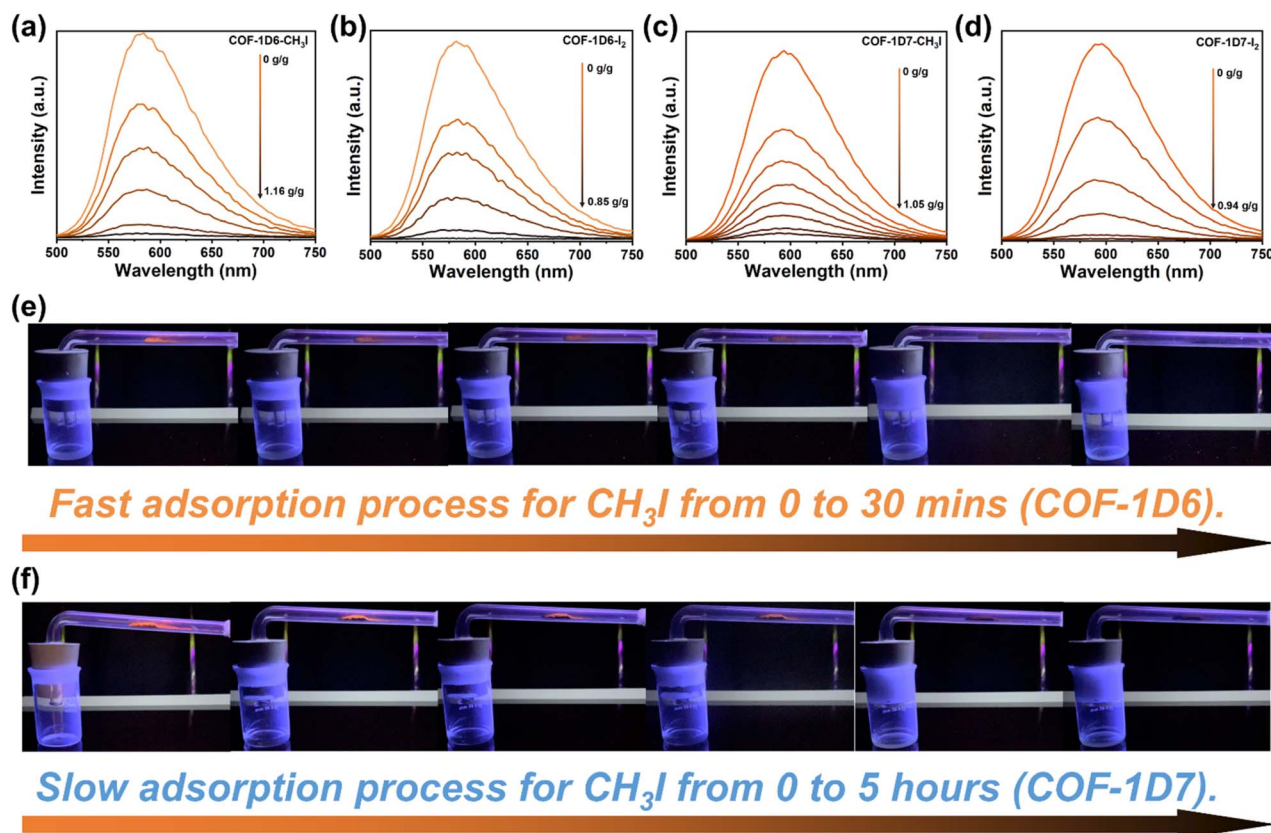 (a)
COF-1D6-CH₃I
0 g/g
1.16 g/g
Intensity (a.u.)
500 550 600 650 700 750
Wavelength (nm)
(b)
COF-1D6-I₂
0 g/g
0.85 g/g
Intensity (a.u.)
500 550 600 650 700 750
Wavelength (nm)
(c)
COF-1D7-CH₃I
0 g/g
1.05 g/g
Intensity (a.u.)
500 550 600 650 700 750
Wavelength (nm)
(d)
COF-1D7-I₂
0 g/g
0.94 g/g
Intensity (a.u.)
500 550 600 650 700 750
Wavelength (nm)
(e)
Fast adsorption process for CH₃I from 0 to 30 mins (COF-1D6).
(f)
Slow adsorption process for CH₃I from 0 to 5 hours (COF-1D7).